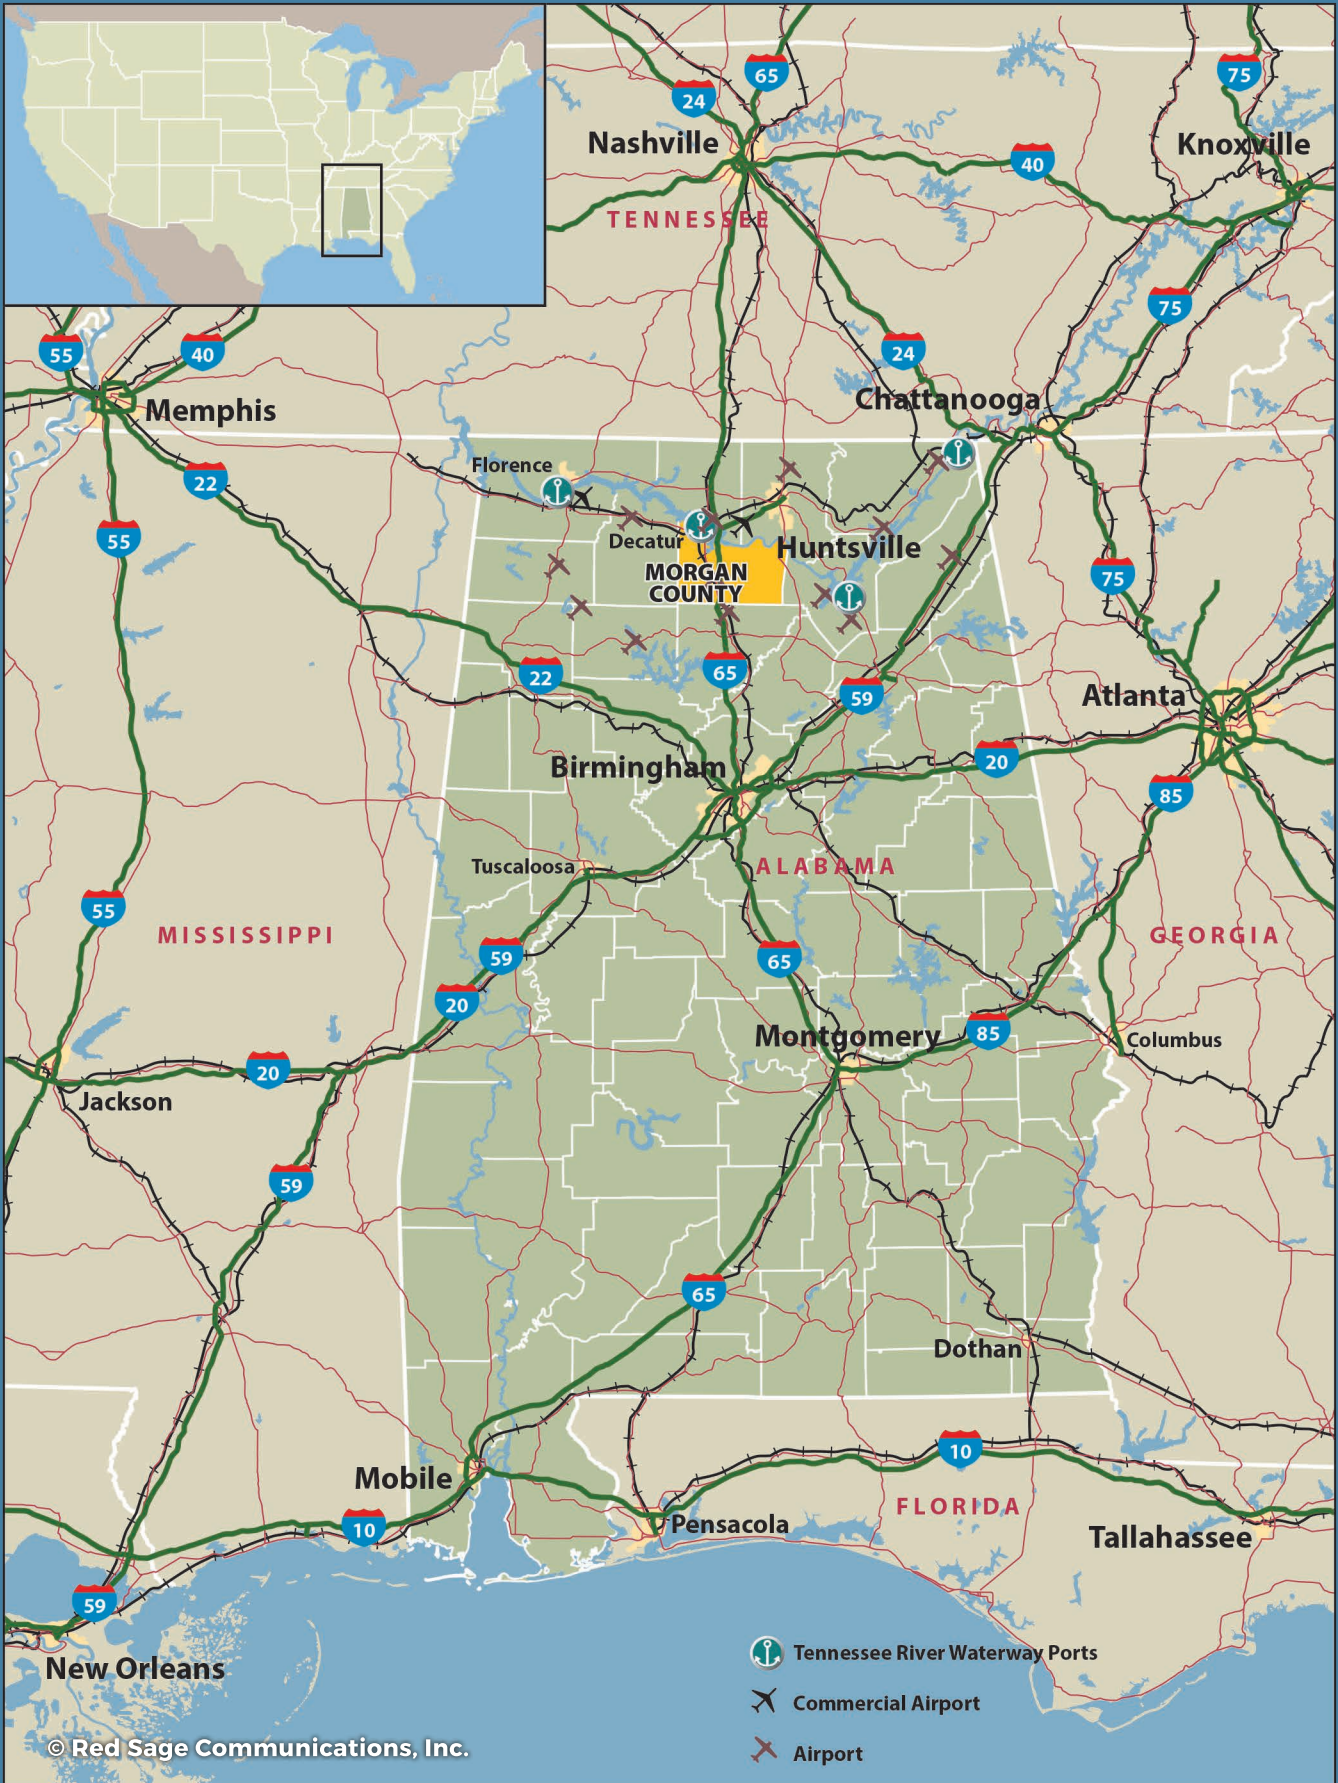 65
24
75
Nashville
Knoxville
40
TENNESSEE
75
55
40
24
Chattanooga
Memphis
Florence
22
55
Decatur
Huntsville
MORGAN
COUNTY
75
22
65
59
Atlanta
Birmingham
20
85
Tuscaloosa
ALABAMA
55
MISSISSIPPI
GEORGIA
59
65
20
Montgomery
85
Columbus
20
Jackson
59
65
Dothan
10
Mobile
FLORIDA
10
Pensacola
Tallahassee
59
New Orleans
Tennessee River Waterway Ports
Commercial Airport
Airport
© Red Sage Communications, Inc.